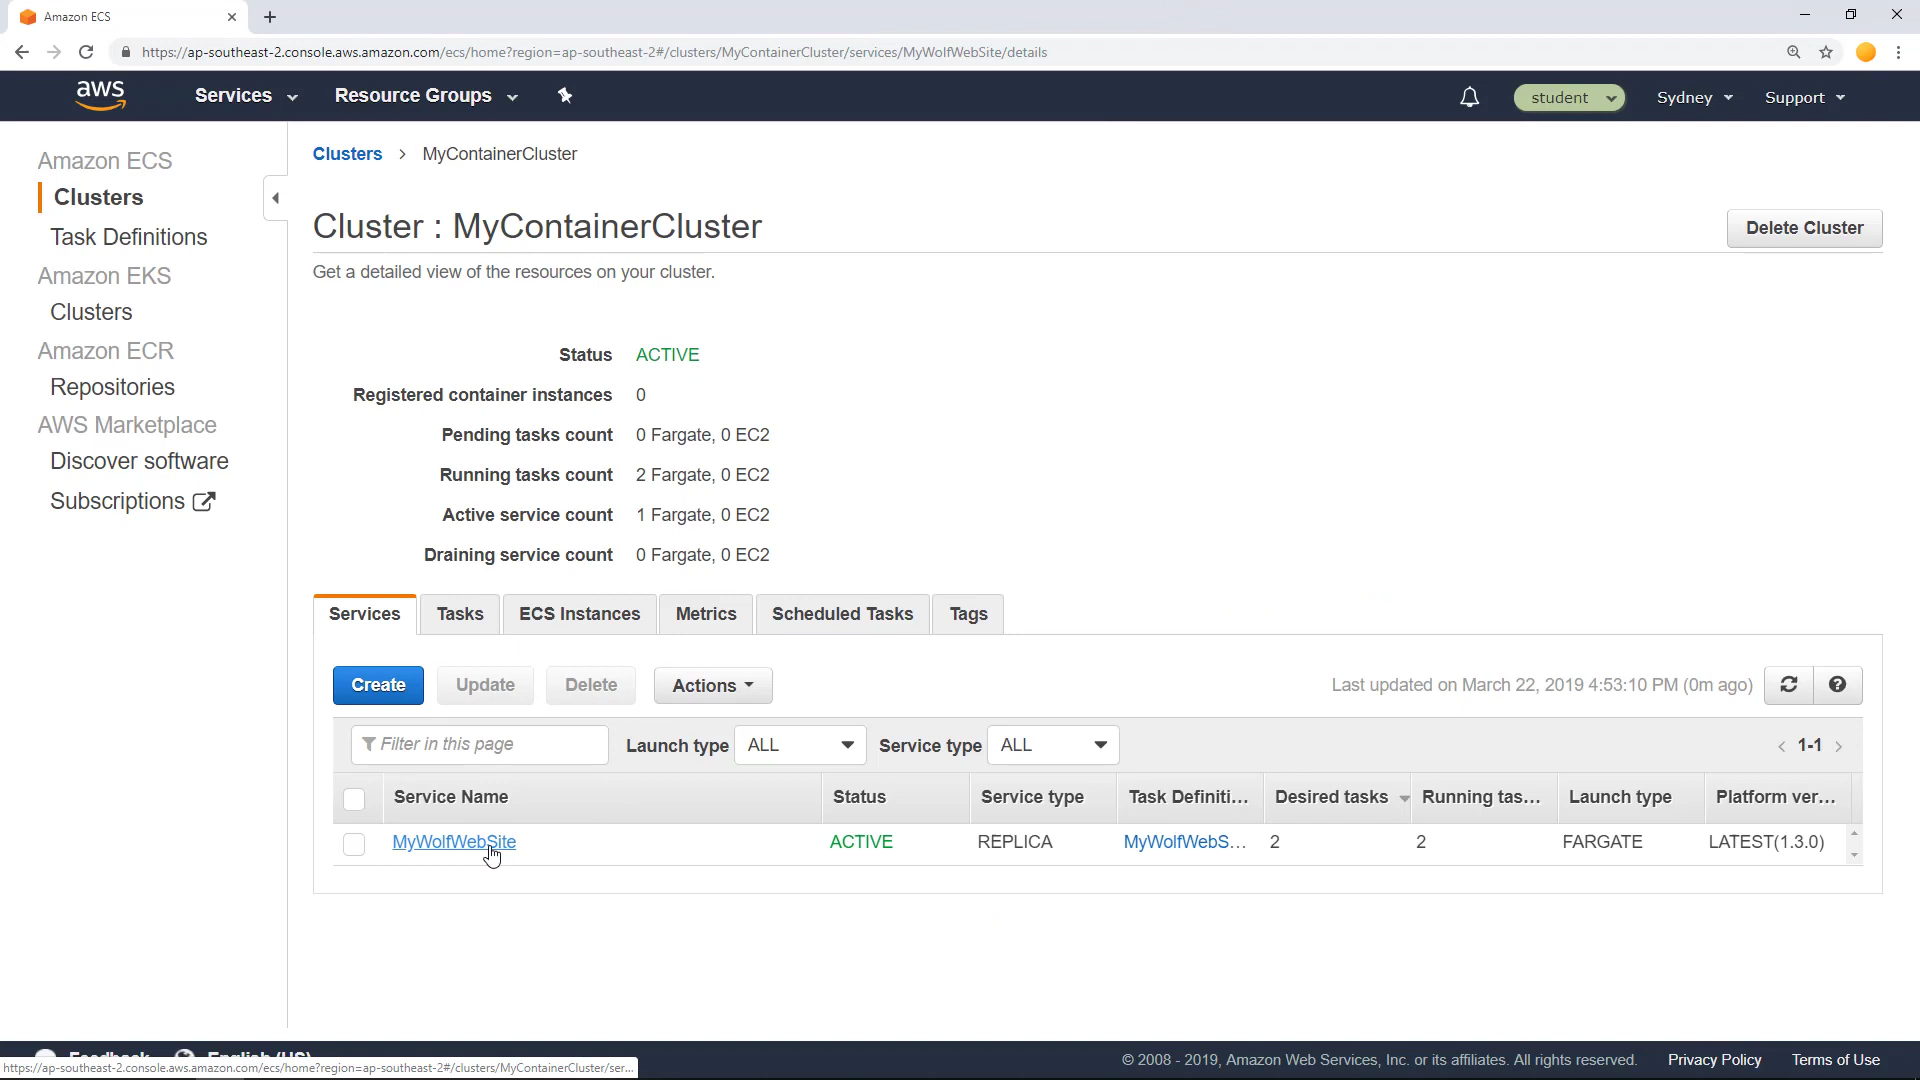 Amazon ECS
https://ap-southeast-2.console.aws.amazon.com/ecs/home?region=ap-southeast-2#/clusters/MyContainerCluster/services/MyWolfWebSite/details
aws
Services
Resource Groups
student
Sydney
Support
Amazon ECS
Clusters
Task Definitions
Amazon EKS
Clusters
Amazon ECR
Repositories
AWS Marketplace
Discover software
Subscriptions
Clusters > MyContainerCluster
Cluster : MyContainerCluster
Delete Cluster
Get a detailed view of the resources on your cluster.
Status ACTIVE
Registered container instances 0
Pending tasks count 0 Fargate, 0 EC2
Running tasks count 2 Fargate, 0 EC2
Active service count 1 Fargate, 0 EC2
Draining service count 0 Fargate, 0 EC2
Services Tasks ECS Instances Metrics Scheduled Tasks Tags
Create Update Delete Actions Last updated on March 22, 2019 4:53:10 PM (0m ago)
Filter in this page Launch type ALL Service type ALL < 1-1 >
Service Name Status Service type Task Definiti... Desired tasks Running tas... Launch type Platform ver...
MyWolfWebSite ACTIVE REPLICA MyWolfWebS... 2 2 FARGATE LATEST(1.3.0)
Feedback English (US)
© 2008 - 2019, Amazon Web Services, Inc. or its affiliates. All rights reserved. Privacy Policy Terms of Use
https://ap-southeast-2.console.aws.amazon.com/ecs/home?region=ap-southeast-2#/clusters/MyContainerCluster/ser...